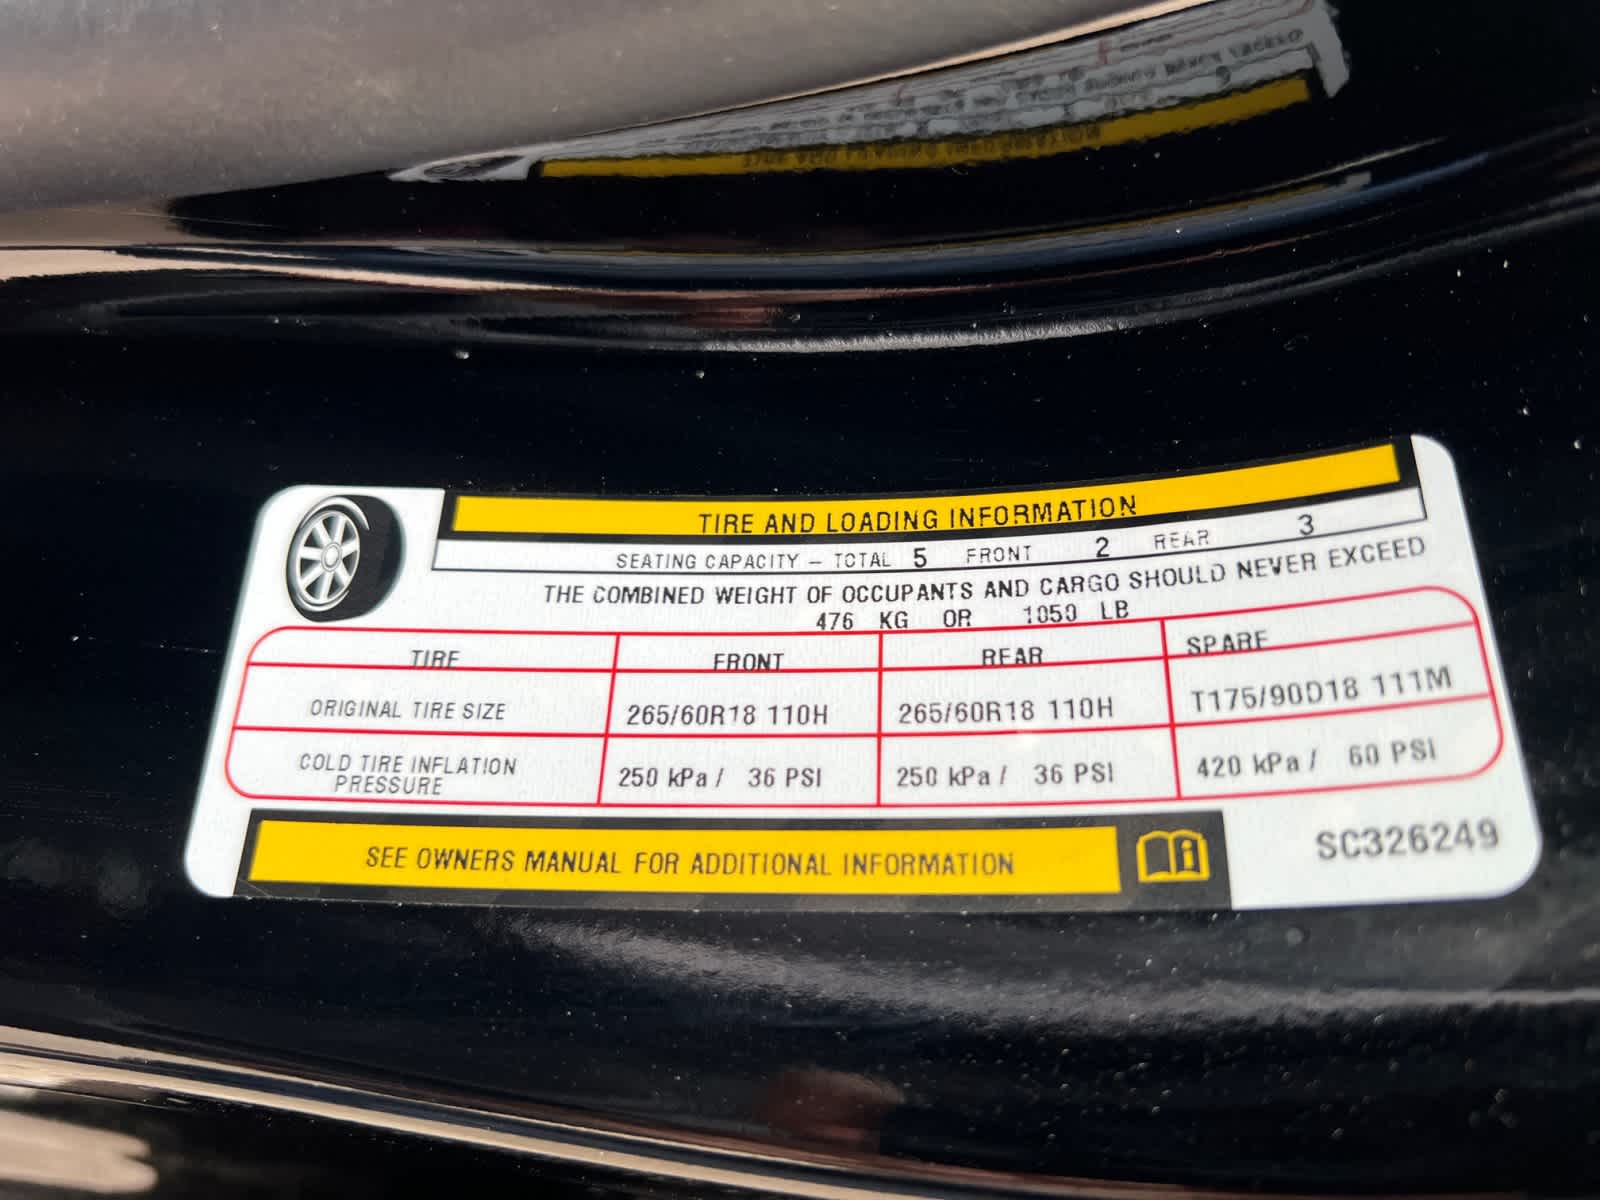 TIRE AND LOADING INFORMATION
SEATING CAPACITY – TOTAL 5 FRONT 2 REAR 3
THE COMBINED WEIGHT OF OCCUPANTS AND CARGO SHOULD NEVER EXCEED
476 KG OR 1050 LB
TIRE FRONT REAR SPARE
ORIGINAL TIRE SIZE 265/60R18 110H 265/60R18 110H T175/90D18 111M
COLD TIRE INFLATION
PRESSURE 250 kPa / 36 PSI 250 kPa / 36 PSI 420 kPa / 60 PSI
SEE OWNERS MANUAL FOR ADDITIONAL INFORMATION
SC326249